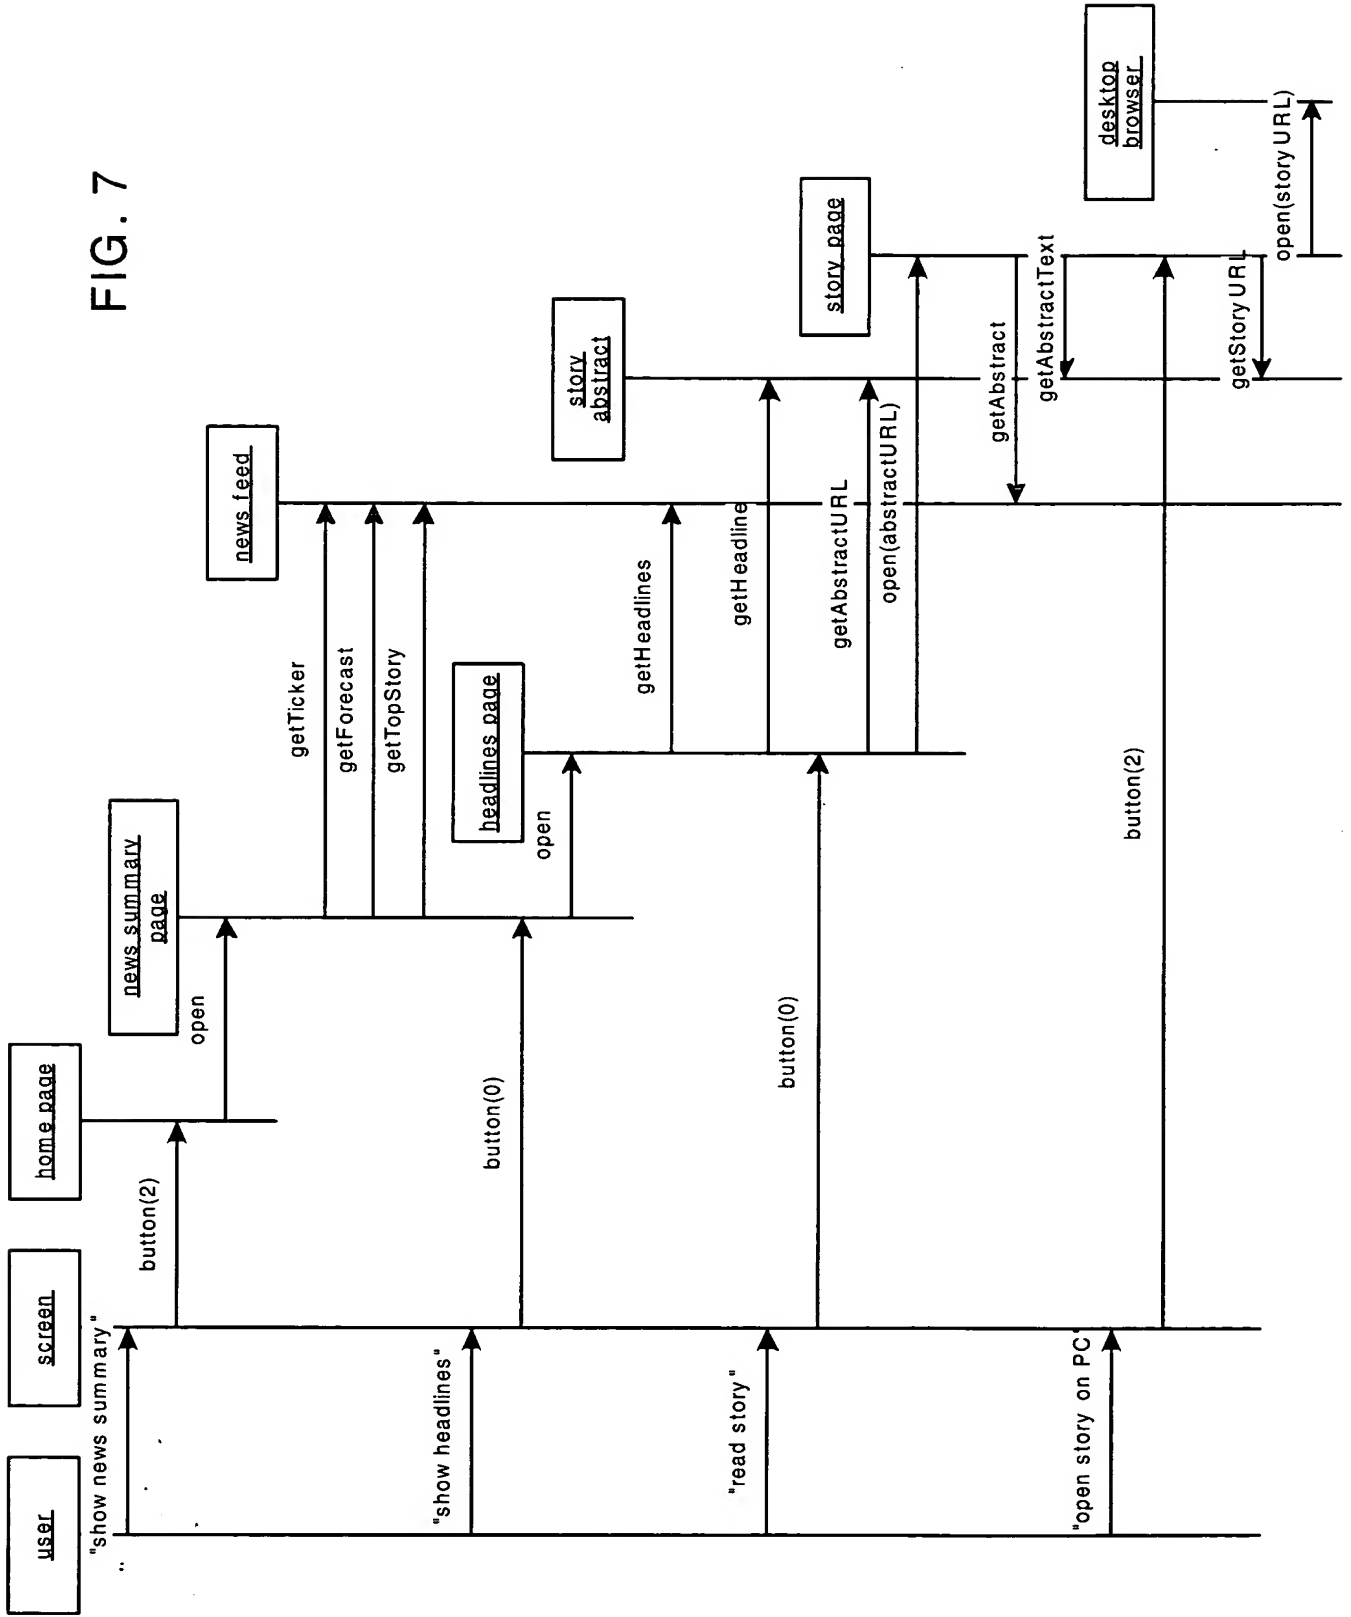 FIG. 7
user
screen
home page
news summary
page
news feed
headlines page
story
abstract
story page
desktop
browser
"show news summary"
button(2)
open
getTicker
getForecast
getTopStory
"show headlines"
button(0)
open
getHeadlines
"read story"
getHeadline
button(0)
getAbstractURL
open(abstractURL)
getAbstract
getAbstractText
"open story on PC"
button(2)
getStoryURL
open(storyURL)